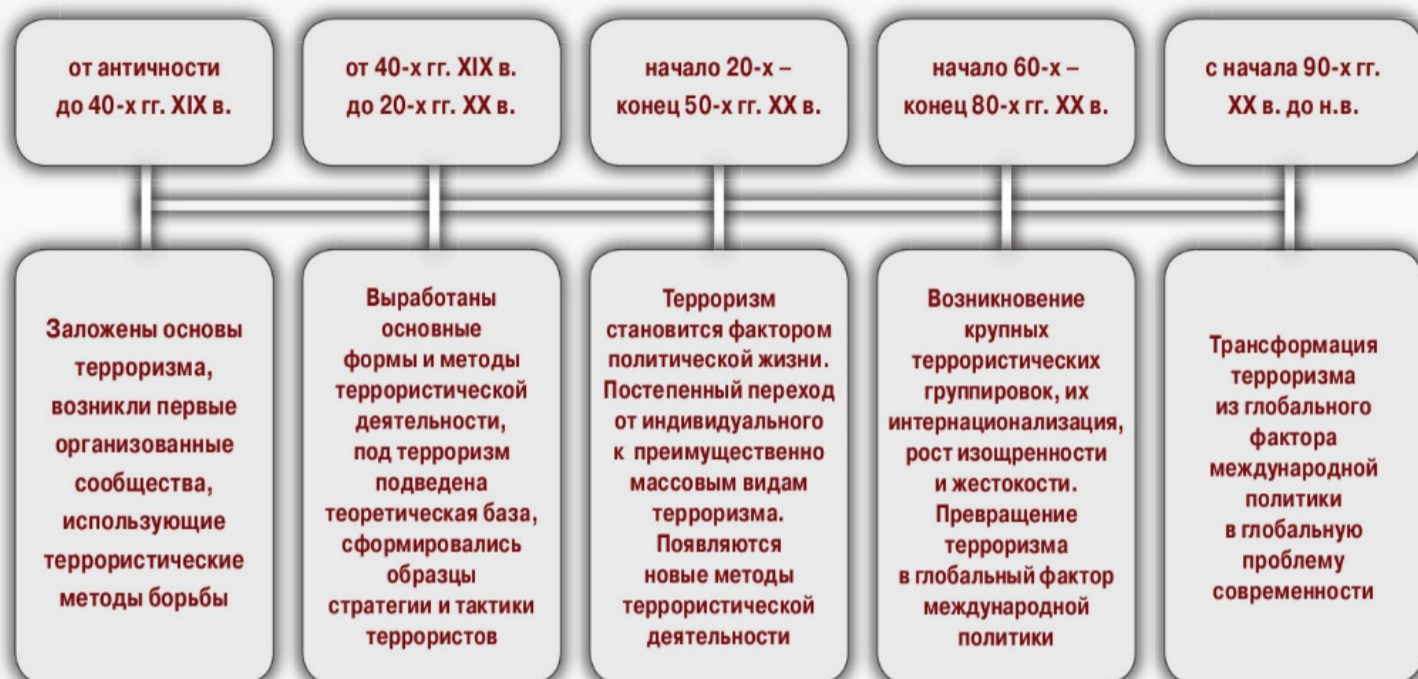 от античности
до 40-х гг. XIX в.
от 40-х гг. XIX в.
до 20-х гг. XX в.
начало 20-х –
конец 50-х гг. XX в.
начало 60-х –
конец 80-х гг. XX в.
с начала 90-х гг.
XX в. до н.в.
Заложены основы
терроризма,
возникли первые
организованные
сообщества,
использующие
террористические
методы борьбы
Выработаны
основные
формы и методы
террористической
деятельности,
под терроризм
подведена
теоретическая база,
сформировались
образцы
стратегии и тактики
террористов
Терроризм
становится фактором
политической жизни.
Постепенный переход
от индивидуального
к преимущественно
массовым видам
терроризма.
Появляются
новые методы
террористической
деятельности
Возникновение
крупных
террористических
группировок, их
интернационализация,
рост изощренности
и жестокости.
Превращение
терроризма
в глобальный фактор
международной
политики
Трансформация
терроризма
из глобального
фактора
международной
политики
в глобальную
проблему
современности